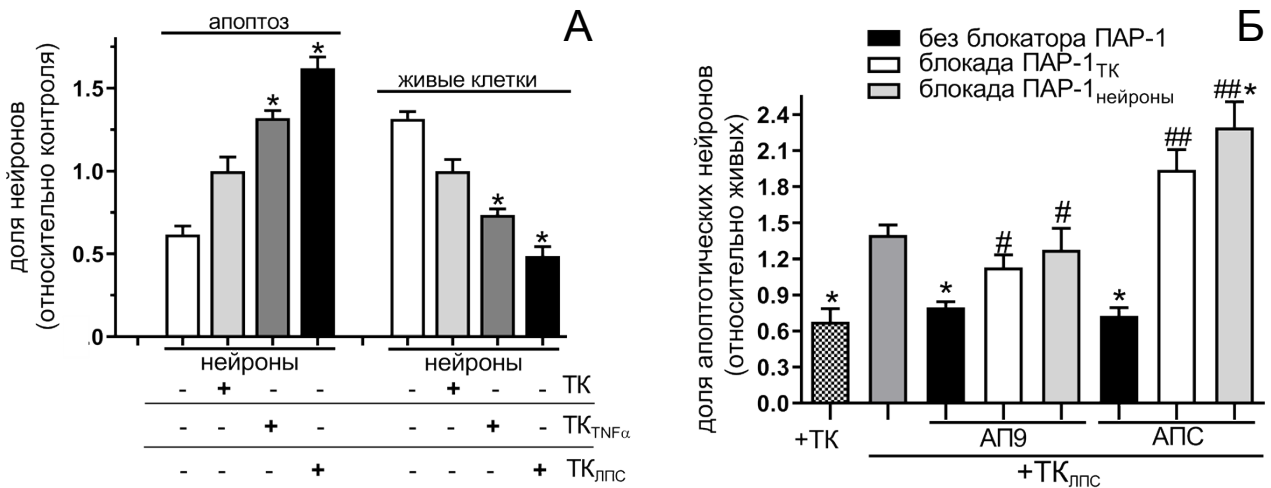 А
апоптоз
живые клетки
доля нейронов
(относительно контроля)
1.5
1.0
0.5
.0
* * * *
нейроны нейроны
- + - - - + - - ТК
- - + - - - + - ТКTNFα
- - - + - - - + ТКЛПС
Б
без блокатора ПАР-1
блокада ПАР-1ТК
блокада ПАР-1нейроны
доля апоптотических нейронов
(относительно живых)
2.4
2.1
1.8
1.5
1.2
0.9
0.6
0.3
0.0
* * # # * ## ##*
+ТК АП9 АПС
+ТКЛПС